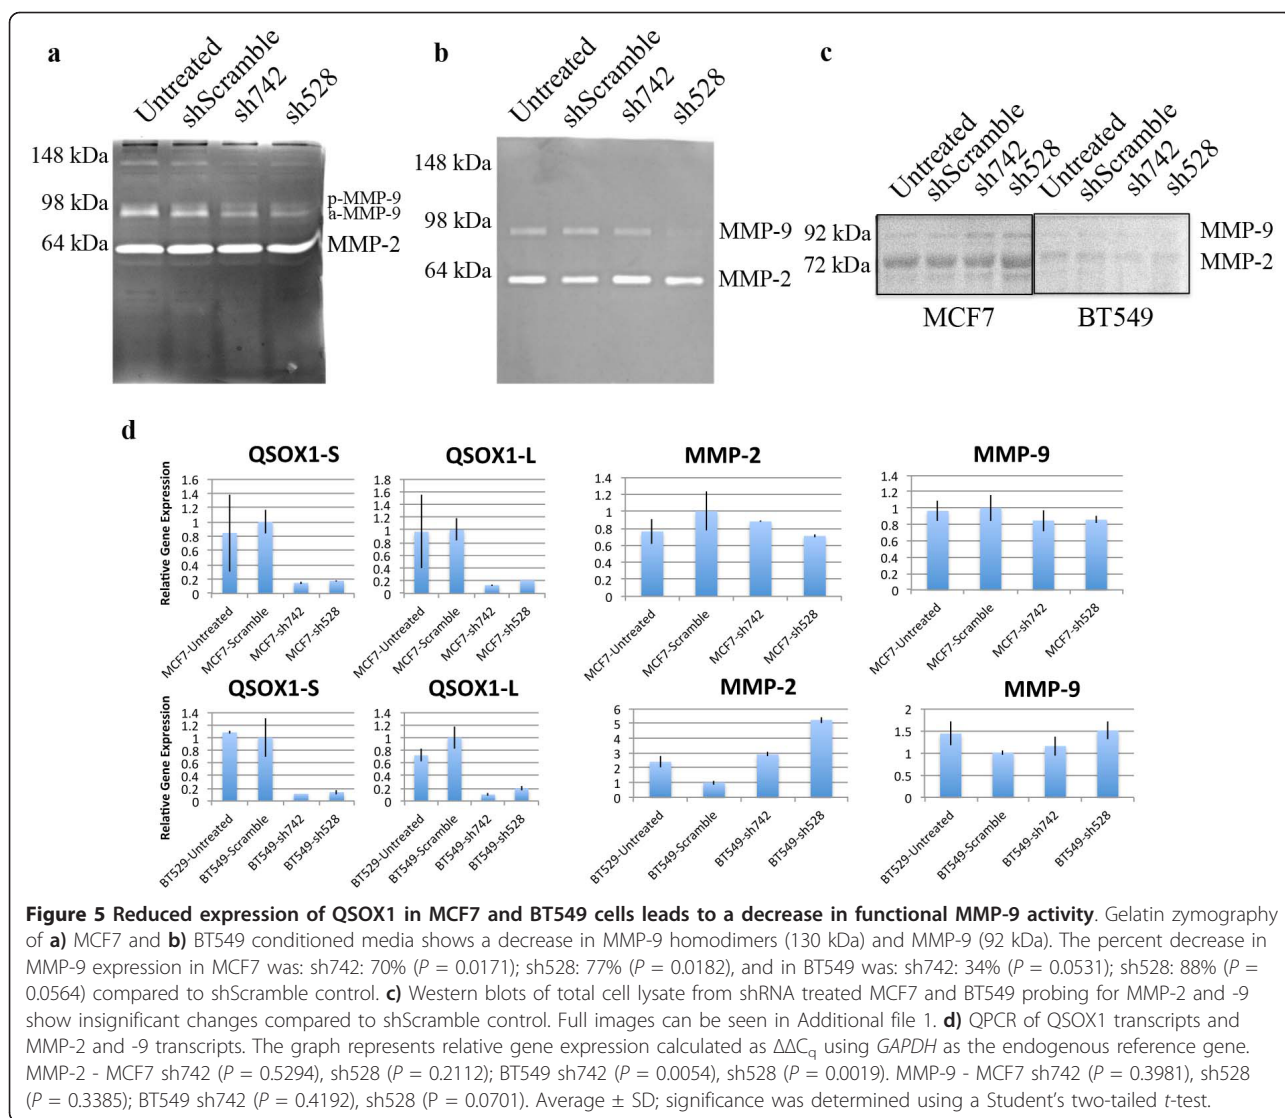 a
Untreated
shScramble
sh742
sh528
148 kDa
98 kDa
64 kDa
p-MMP-9
a-MMP-9
MMP-2
b
Untreated
shScramble
sh742
sh528
148 kDa
98 kDa
64 kDa
MMP-9
MMP-2
c
Untreated
shScramble
sh742
sh528
Untreated
shScramble
sh742
sh528
92 kDa
72 kDa
MMP-9
MMP-2
MCF7
BT549
d
QSOX1-S
Relative Gene Expression
1.6
1.4
1.2
1
0.8
0.6
0.4
0.2
0
MCF7-Untreated
MCF7-Scramble
MCF7-sh742
MCF7-sh528
QSOX1-L
1.8
1.6
1.4
1.2
1
0.8
0.6
0.4
0.2
0
MCF7-Untreated
MCF7-Scramble
MCF7-sh742
MCF7-sh528
MMP-2
1.4
1.2
1
0.8
0.6
0.4
0.2
0
MCF7-Untreated
MCF7-Scramble
MCF7-sh742
MCF7-sh528
MMP-9
1.4
1.2
1
0.8
0.6
0.4
0.2
0
MCF7-Untreated
MCF7-Scramble
MCF7-sh742
MCF7-sh528
QSOX1-S
Relative Gene Expression
1.4
1.2
1
0.8
0.6
0.4
0.2
0
BT529-Untreated
BT549-Scramble
BT549-sh742
BT549-sh528
QSOX1-L
1.4
1.2
1
0.8
0.6
0.4
0.2
0
BT529-Untreated
BT549-Scramble
BT549-sh742
BT549-sh528
MMP-2
6
5
4
3
2
1
0
BT529-Untreated
BT549-Scramble
BT549-sh742
BT549-sh528
MMP-9
2
1.5
1
0.5
0
BT529-Untreated
BT549-Scramble
BT549-sh742
BT549-sh528
Figure 5 Reduced expression of QSOX1 in MCF7 and BT549 cells leads to a decrease in functional MMP-9 activity. Gelatin zymography
of a) MCF7 and b) BT549 conditioned media shows a decrease in MMP-9 homodimers (130 kDa) and MMP-9 (92 kDa). The percent decrease in
MMP-9 expression in MCF7 was: sh742: 70% (P = 0.0171); sh528: 77% (P = 0.0182), and in BT549 was: sh742: 34% (P = 0.0531); sh528: 88% (P =
0.0564) compared to shScramble control. c) Western blots of total cell lysate from shRNA treated MCF7 and BT549 probing for MMP-2 and -9
show insignificant changes compared to shScramble control. Full images can be seen in Additional file 1. d) QPCR of QSOX1 transcripts and
MMP-2 and -9 transcripts. The graph represents relative gene expression calculated as ΔΔCq using GAPDH as the endogenous reference gene.
MMP-2 - MCF7 sh742 (P = 0.5294), sh528 (P = 0.2112); BT549 sh742 (P = 0.0054), sh528 (P = 0.0019). MMP-9 - MCF7 sh742 (P = 0.3981), sh528
(P = 0.3385); BT549 sh742 (P = 0.4192), sh528 (P = 0.0701). Average ± SD; significance was determined using a Student's two-tailed t-test.